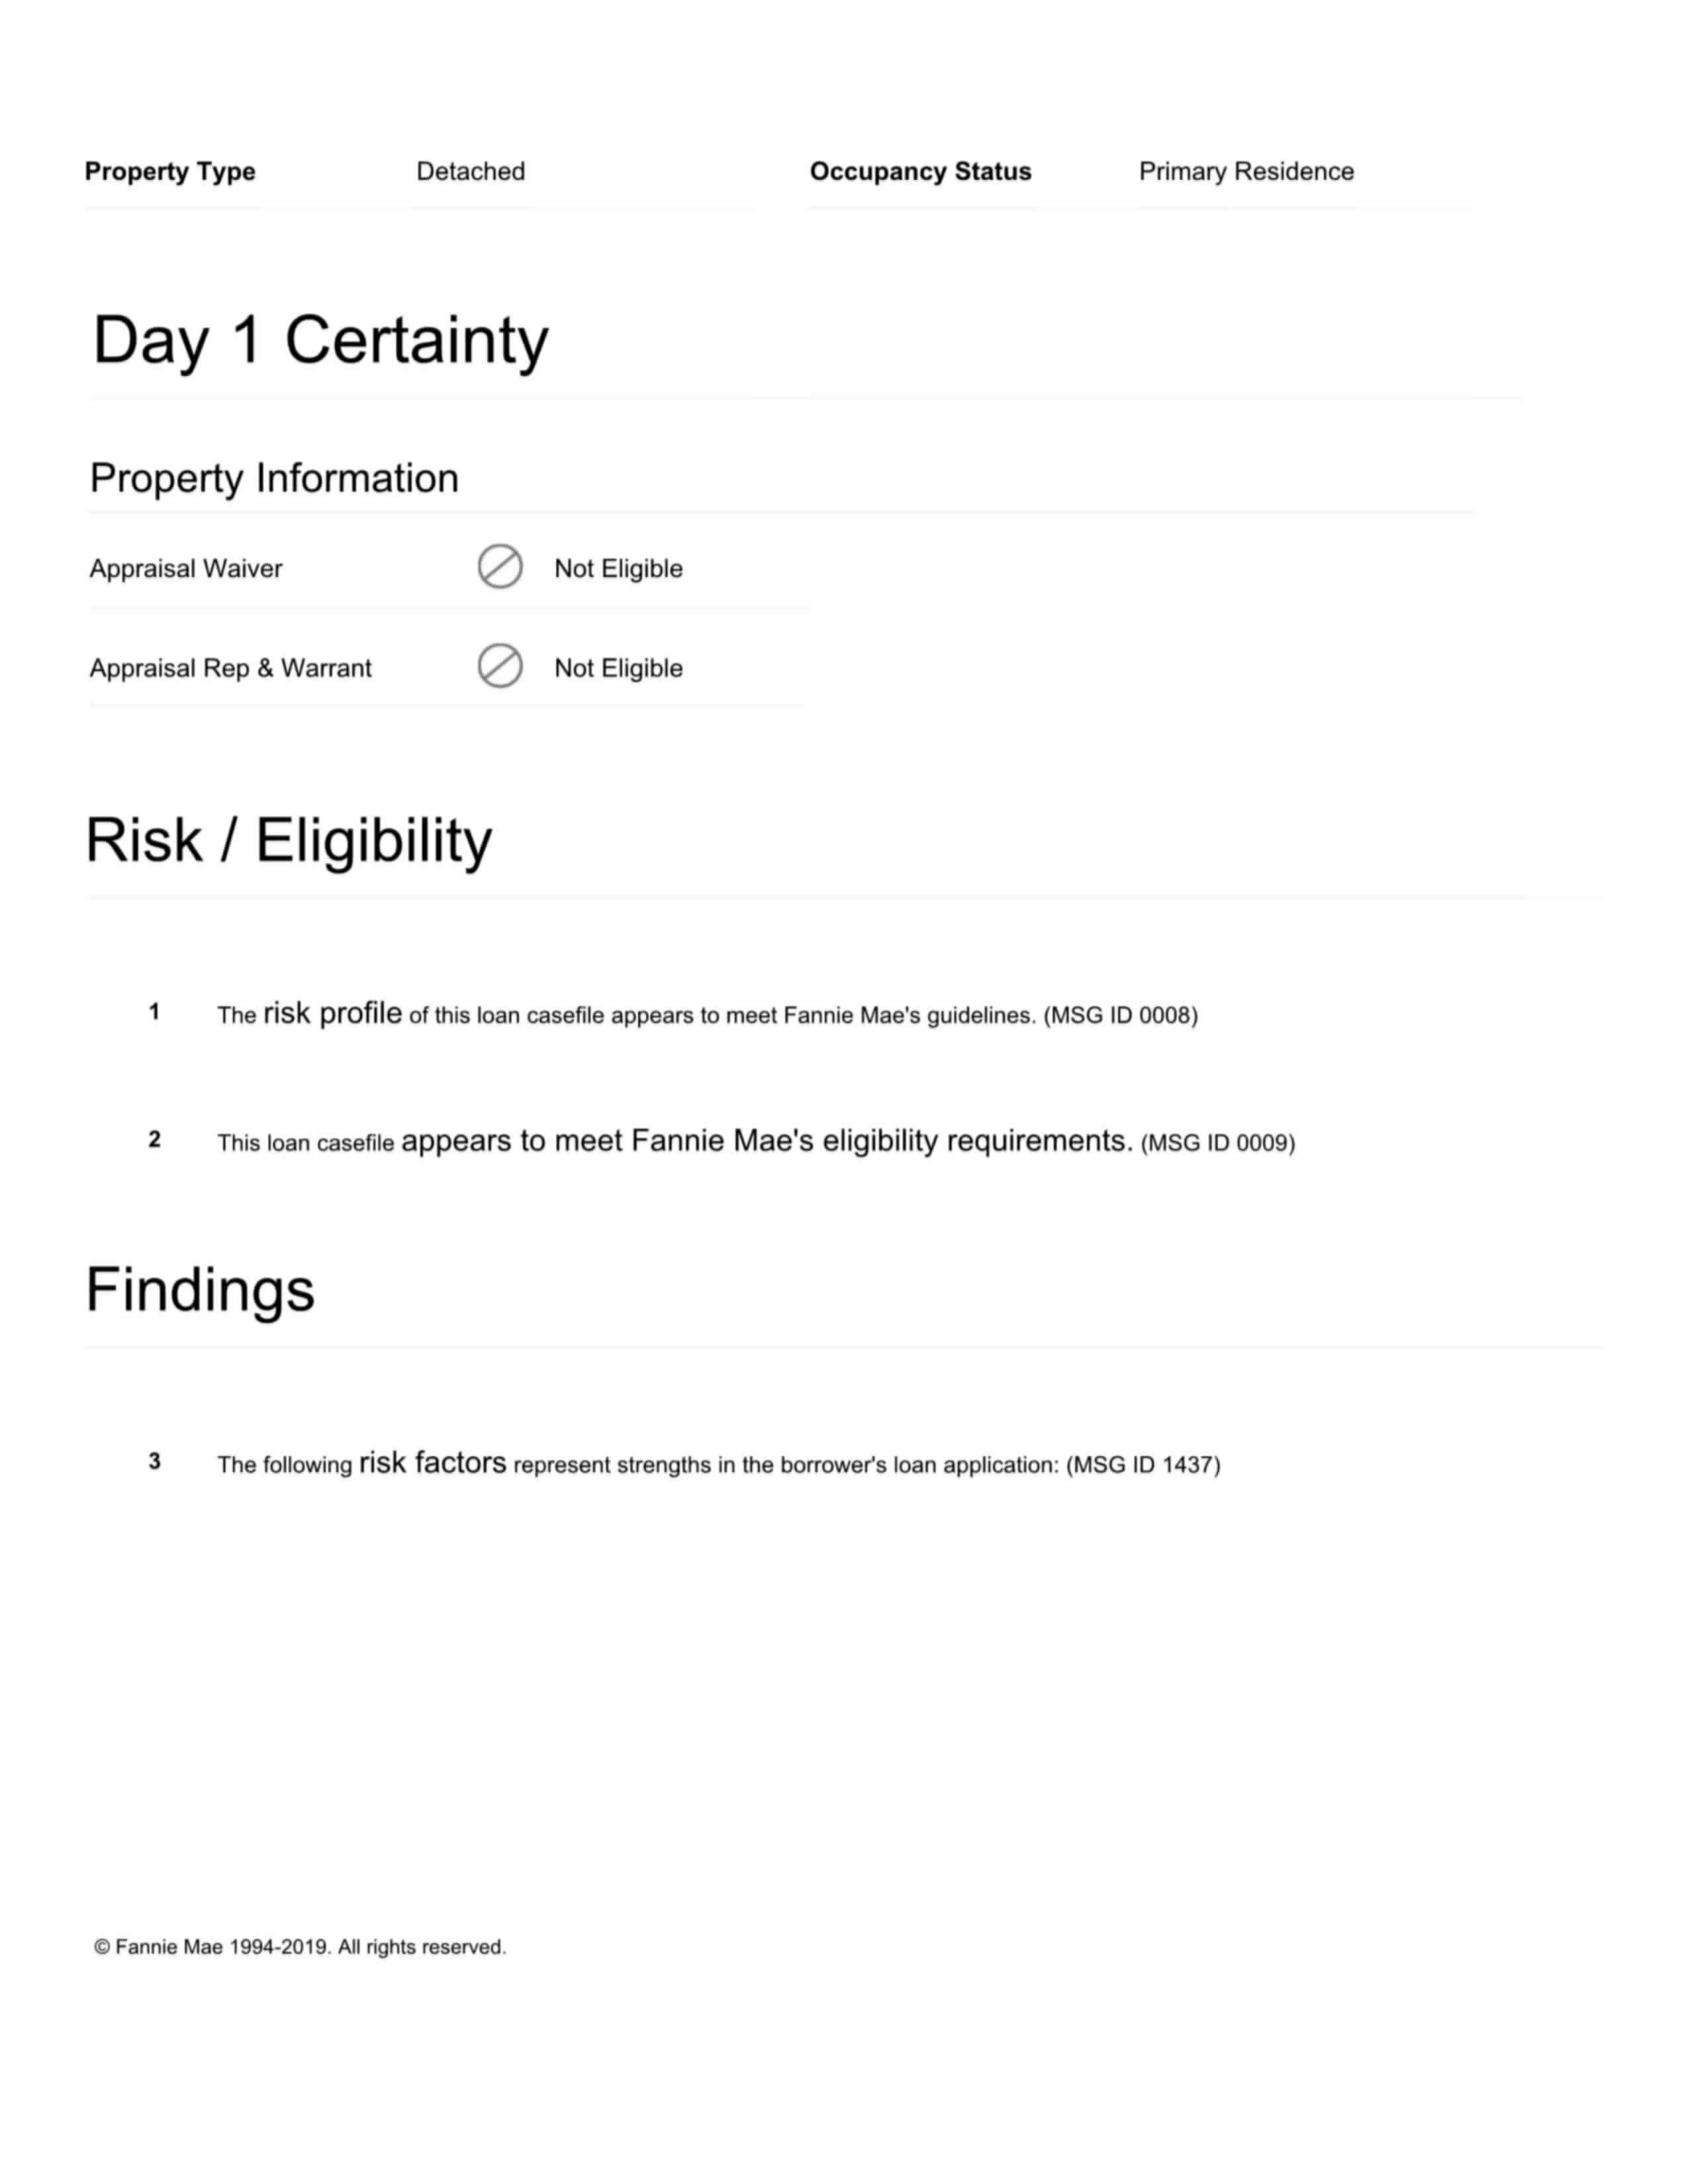 Property Type Detached Occupancy Status Primary Residence
Day 1 Certainty
Property Information
Appraisal Waiver Not Eligible
Appraisal Rep & Warrant Not Eligible
Risk / Eligibility
1 The risk profile of this loan casefile appears to meet Fannie Mae's guidelines. (MSG ID 0008)
2 This loan casefile appears to meet Fannie Mae's eligibility requirements. (MSG ID 0009)
Findings
3 The following risk factors represent strengths in the borrower's loan application: (MSG ID 1437)
© Fannie Mae 1994-2019. All rights reserved.